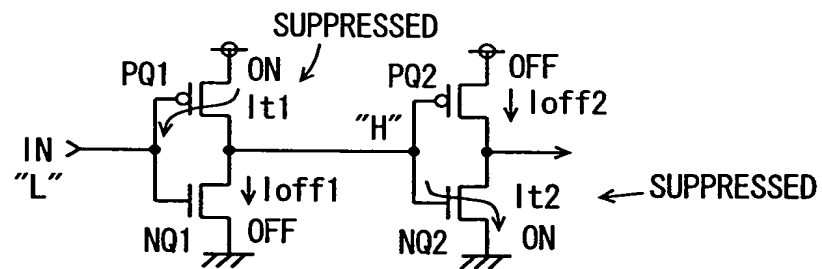 SUPPRESSED
PQ1
ON
It1
PQ2
OFF
Ioff2
"H"
IN
"L"
Ioff1
NQ1
OFF
It2
SUPPRESSED
NQ2
ON